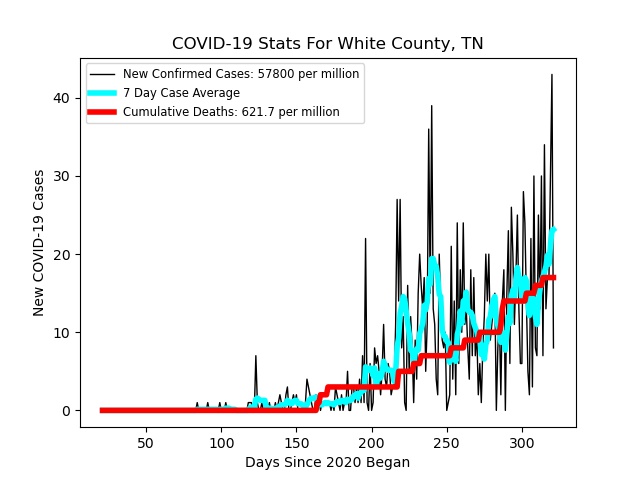 COVID-19 Stats For White County, TN
New Confirmed Cases: 57800 per million
7 Day Case Average
Cumulative Deaths: 621.7 per million
New COVID-19 Cases
40
30
20
10
0
50 100 150 200 250 300
Days Since 2020 Began